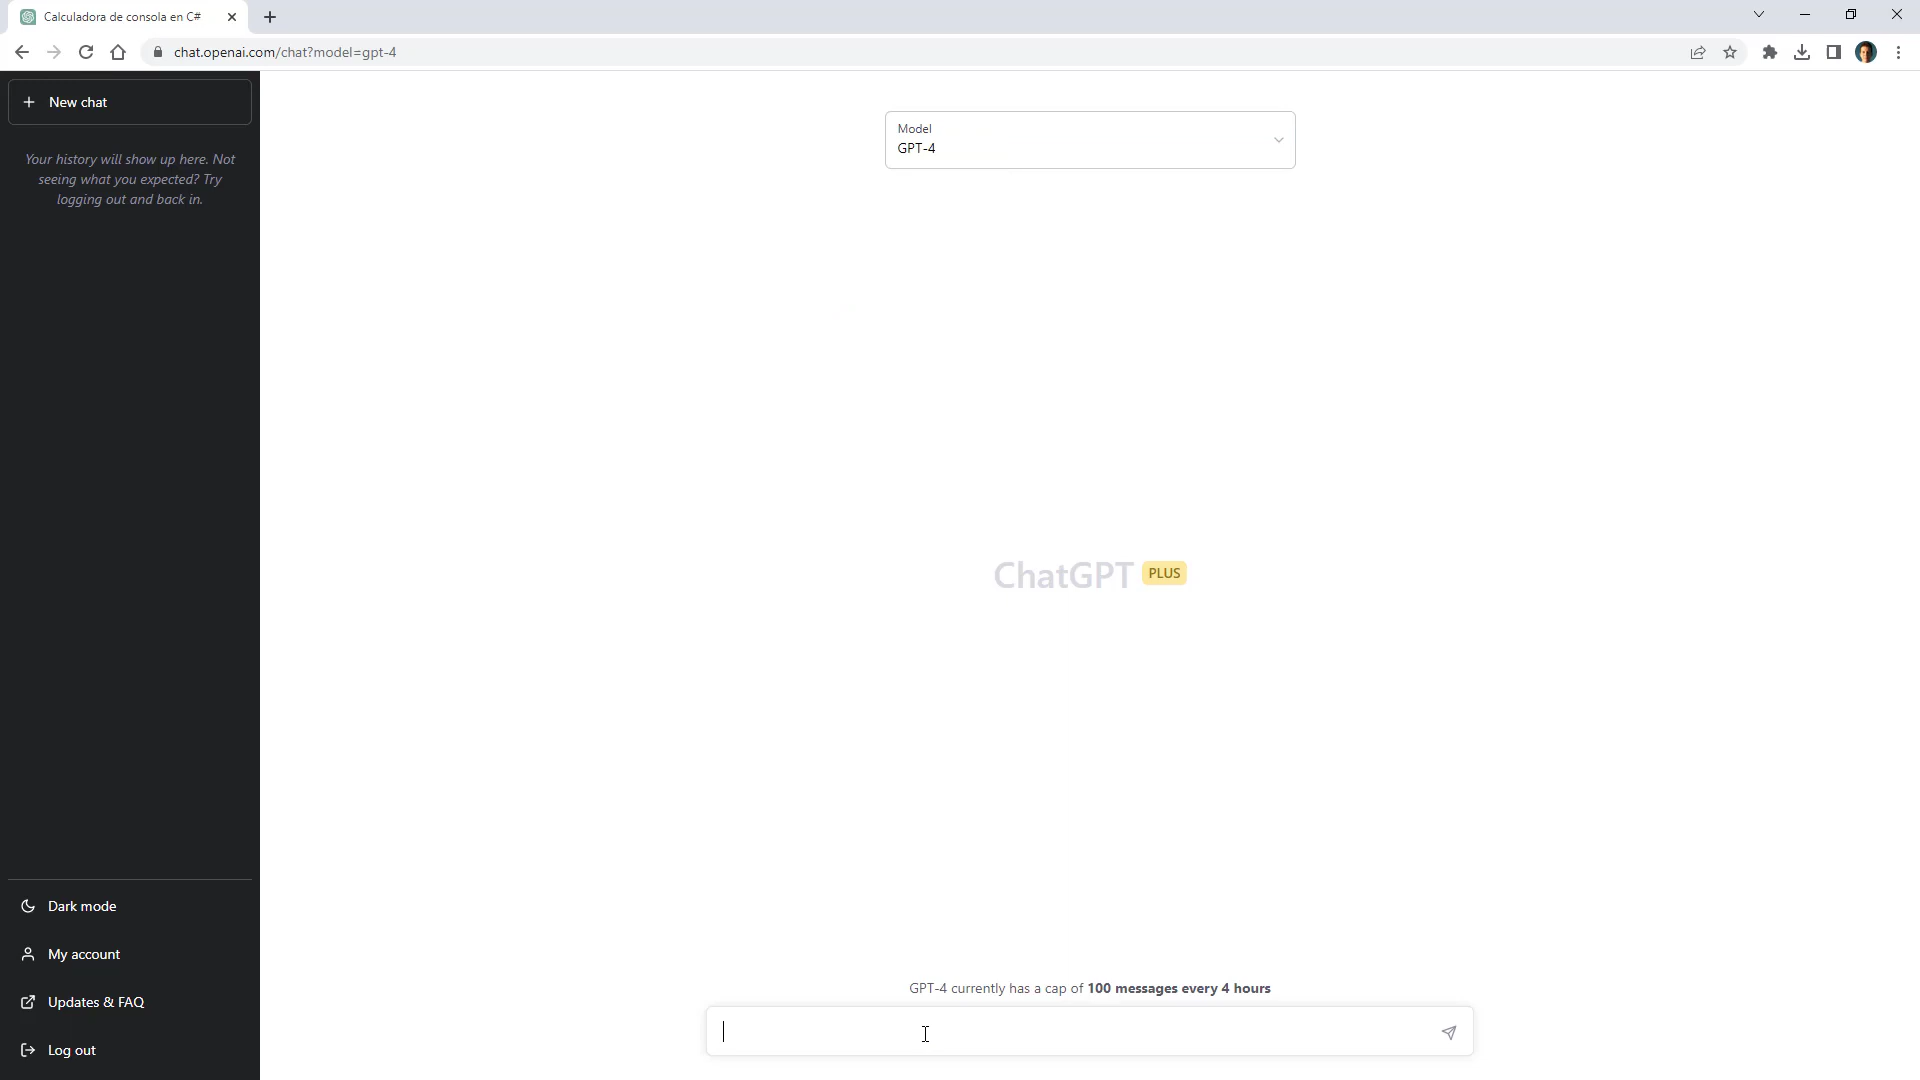 Calculadora de consola en C#
chat.openai.com/chat?model=gpt-4
New chat
Your history will show up here. Not
seeing what you expected? Try
logging out and back in.
Model
GPT-4
ChatGPT PLUS
Dark mode
My account
Updates & FAQ
Log out
GPT-4 currently has a cap of 100 messages every 4 hours